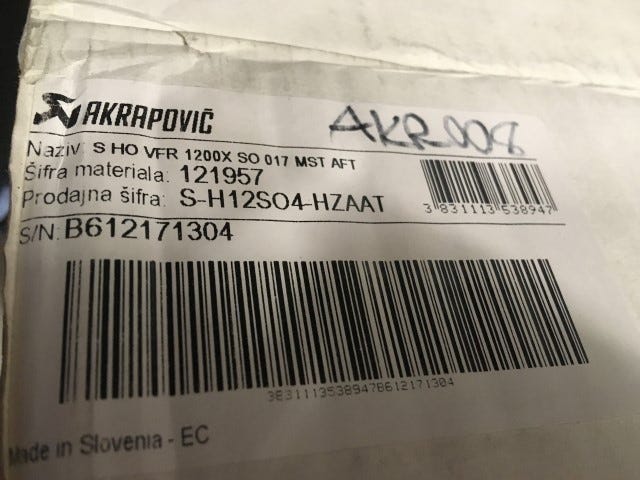 AKRAPOVIČ
AKR008
Naziv: S HO VFR 1200X SO 017 MST AFT
Šifra materiala: 121957
Prodajna šifra: S-H12SO4-HZAAT
3 831113 538947
S/N: B612171304
3831113538947B612171304
Made in Slovenia - EC